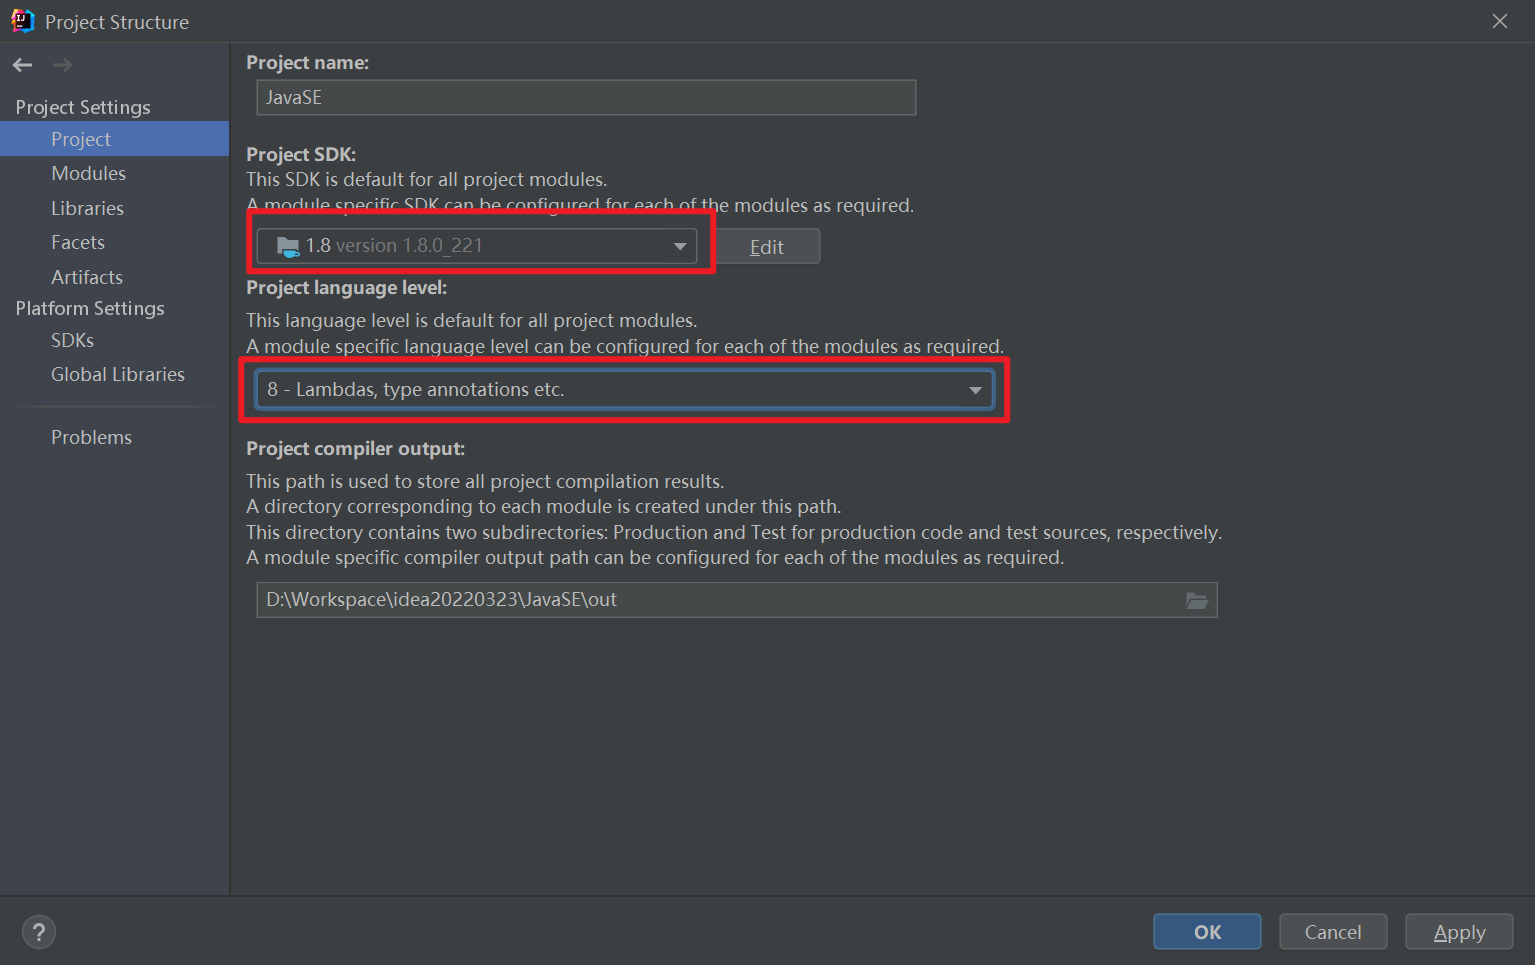 Project Structure
Project Settings
Project
Modules
Libraries
Facets
Artifacts
Platform Settings
SDKs
Global Libraries
Problems
Project name:
JavaSE
Project SDK:
This SDK is default for all project modules.
A module specific SDK can be configured for each of the modules as required.
1.8 version 1.8.0_221
Edit
Project language level:
This language level is default for all project modules.
A module specific language level can be configured for each of the modules as required.
8 - Lambdas, type annotations etc.
Project compiler output:
This path is used to store all project compilation results.
A directory corresponding to each module is created under this path.
This directory contains two subdirectories: Production and Test for production code and test sources, respectively.
A module specific compiler output path can be configured for each of the modules as required.
D:\Workspace\idea20220323\JavaSE\out
?
OK
Cancel
Apply